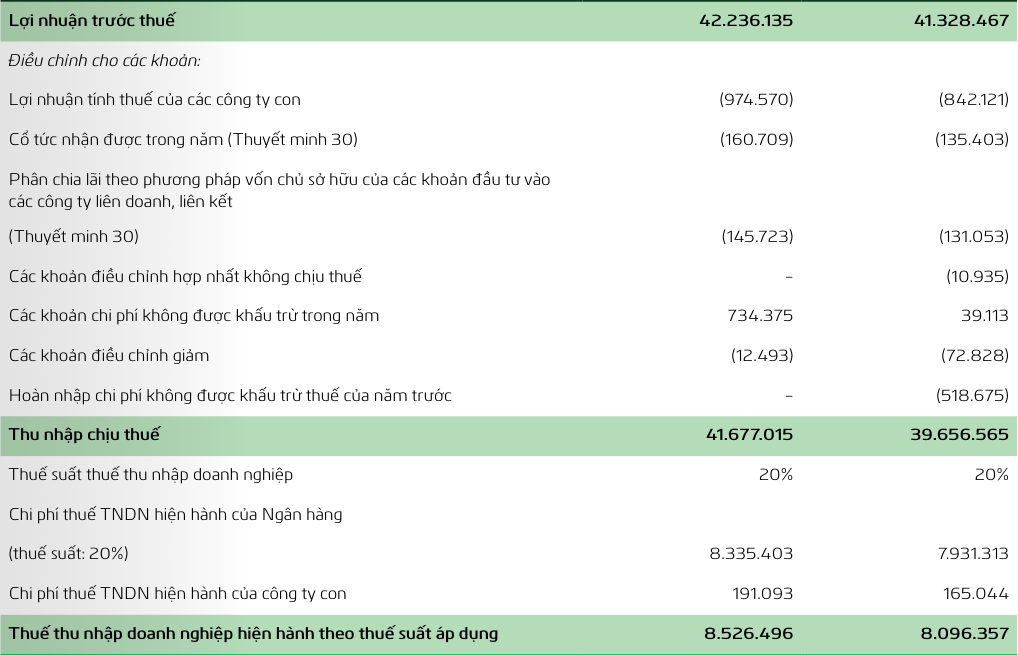 Lợi nhuận trước thuế 42.236.135 41.328.467
Điều chỉnh cho các khoản:
Lợi nhuận tính thuế của các công ty con (974.570) (842.121)
Cổ tức nhận được trong năm (Thuyết minh 30) (160.709) (135.403)
Phân chia lãi theo phương pháp vốn chủ sở hữu của các khoản đầu tư vào
các công ty liên doanh, liên kết
(Thuyết minh 30) (145.723) (131.053)
Các khoản điều chỉnh hợp nhất không chịu thuế – (10.935)
Các khoản chi phí không được khấu trừ trong năm 734.375 39.113
Các khoản điều chỉnh giảm (12.493) (72.828)
Hoàn nhập chi phí không được khấu trừ thuế của năm trước – (518.675)
Thu nhập chịu thuế 41.677.015 39.656.565
Thuế suất thuế thu nhập doanh nghiệp 20% 20%
Chi phí thuế TNDN hiện hành của Ngân hàng
(thuế suất: 20%) 8.335.403 7.931.313
Chi phí thuế TNDN hiện hành của công ty con 191.093 165.044
Thuế thu nhập doanh nghiệp hiện hành theo thuế suất áp dụng 8.526.496 8.096.357